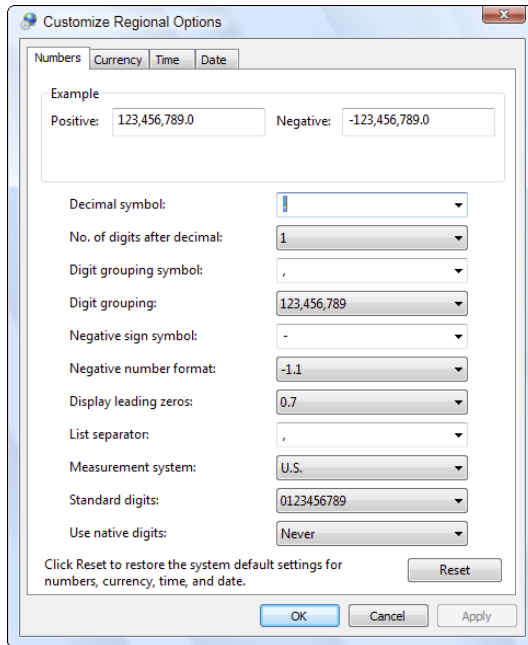 Customize Regional Options
Numbers Currency Time Date
Example
Positive: 123,456,789.0 Negative: -123,456,789.0
Decimal symbol: .
No. of digits after decimal: 1
Digit grouping symbol: ,
Digit grouping: 123,456,789
Negative sign symbol: -
Negative number format: -1.1
Display leading zeros: 0.7
List separator: ,
Measurement system: U.S.
Standard digits: 0123456789
Use native digits: Never
Click Reset to restore the system default settings for
numbers, currency, time, and date.
Reset
OK Cancel Apply